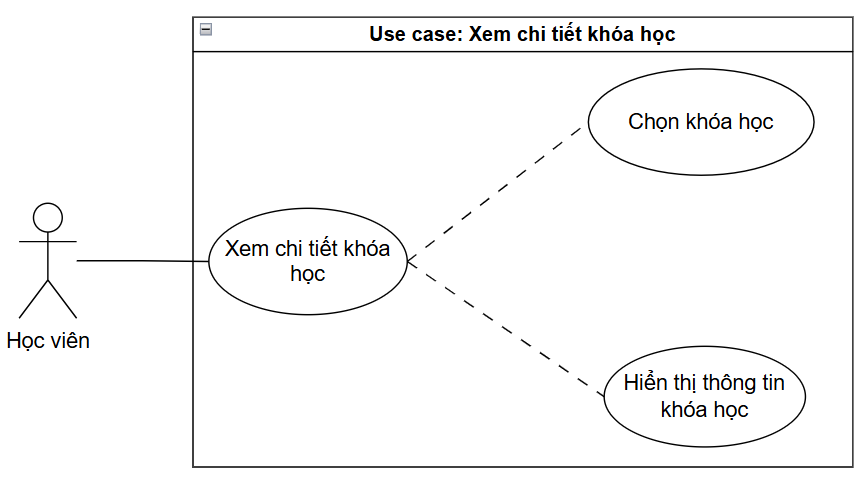 Use case: Xem chi tiết khóa học
Chọn khóa học
Xem chi tiết khóa
học
Học viên
Hiển thị thông tin
khóa học